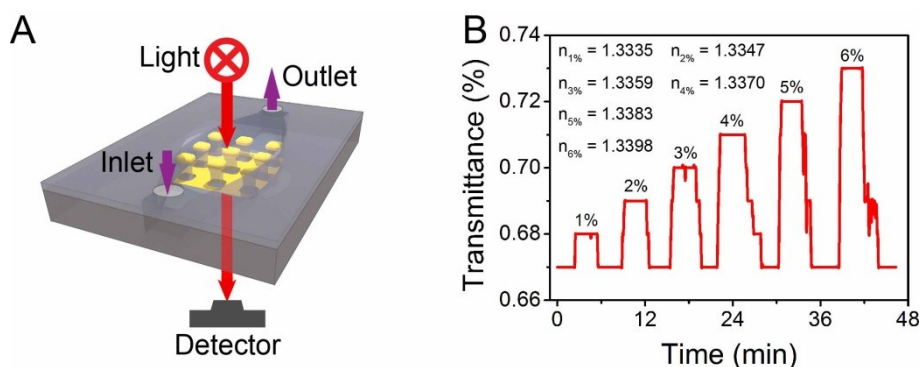 A
Light
Outlet
Inlet
Detector
B
Transmittance (%)
0.74
0.72
0.70
0.68
0.66
n1% = 1.3335 n2% = 1.3347
n3% = 1.3359 n4% = 1.3370
n5% = 1.3383
n6% = 1.3398
1%
2%
3%
4%
5%
6%
0 12 24 36 48
Time (min)